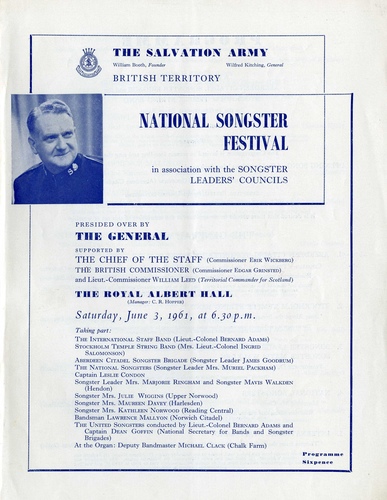 THE SALVATION ARMY
William Booth, Founder Wilfred Kitching, General
BRITISH TERRITORY
NATIONAL SONGSTER
FESTIVAL
in association with the SONGSTER
LEADERS' COUNCILS
PRESIDED OVER BY
THE GENERAL
SUPPORTED BY
THE CHIEF OF THE STAFF (Commissioner ERIK WICKBERG)
THE BRITISH COMMISSIONER (Commissioner EDGAR GRINSTED)
and Lieut.-Commissioner WILLIAM LEED (Territorial Commander for Scotland)
THE ROYAL ALBERT HALL
(Manager: C. R. HOPPER)
Saturday, June 3, 1961, at 6.30 p.m.
Taking part:
THE INTERNATIONAL STAFF BAND (Lieut.-Colonel BERNARD ADAMS)
STOCKHOLM TEMPLE STRING BAND (Mrs. Lieut.-Colonel INGRID
SALOMONSON)
ABERDEEN CITADEL SONGSTER BRIGADE (Songster Leader JAMES GOODRUM)
THE NATIONAL SONGSTERS (Songster Leader Mrs. MURIEL PACKHAM)
Captain LESLIE CONDON
Songster Leader Mrs. MARJORIE RINGHAM and Songster MAVIS WALKDEN
(Hendon)
Songster Mrs. JULIE WIGGINS (Upper Norwood)
Songster Mrs. MAUREEN DAVEY (Harlesden)
Songster Mrs. KATHLEEN NORWOOD (Reading Central)
Bandsman LAWRENCE MALLYON (Norwich Citadel)
THE UNITED SONGSTERS conducted by Lieut.-Colonel BERNARD ADAMS and
Captain DEAN GOFFIN (National Secretary for Bands and Songster
Brigades)
At the Organ: Deputy Bandmaster MICHAEL CLACK (Chalk Farm)
Programme
Sixpence